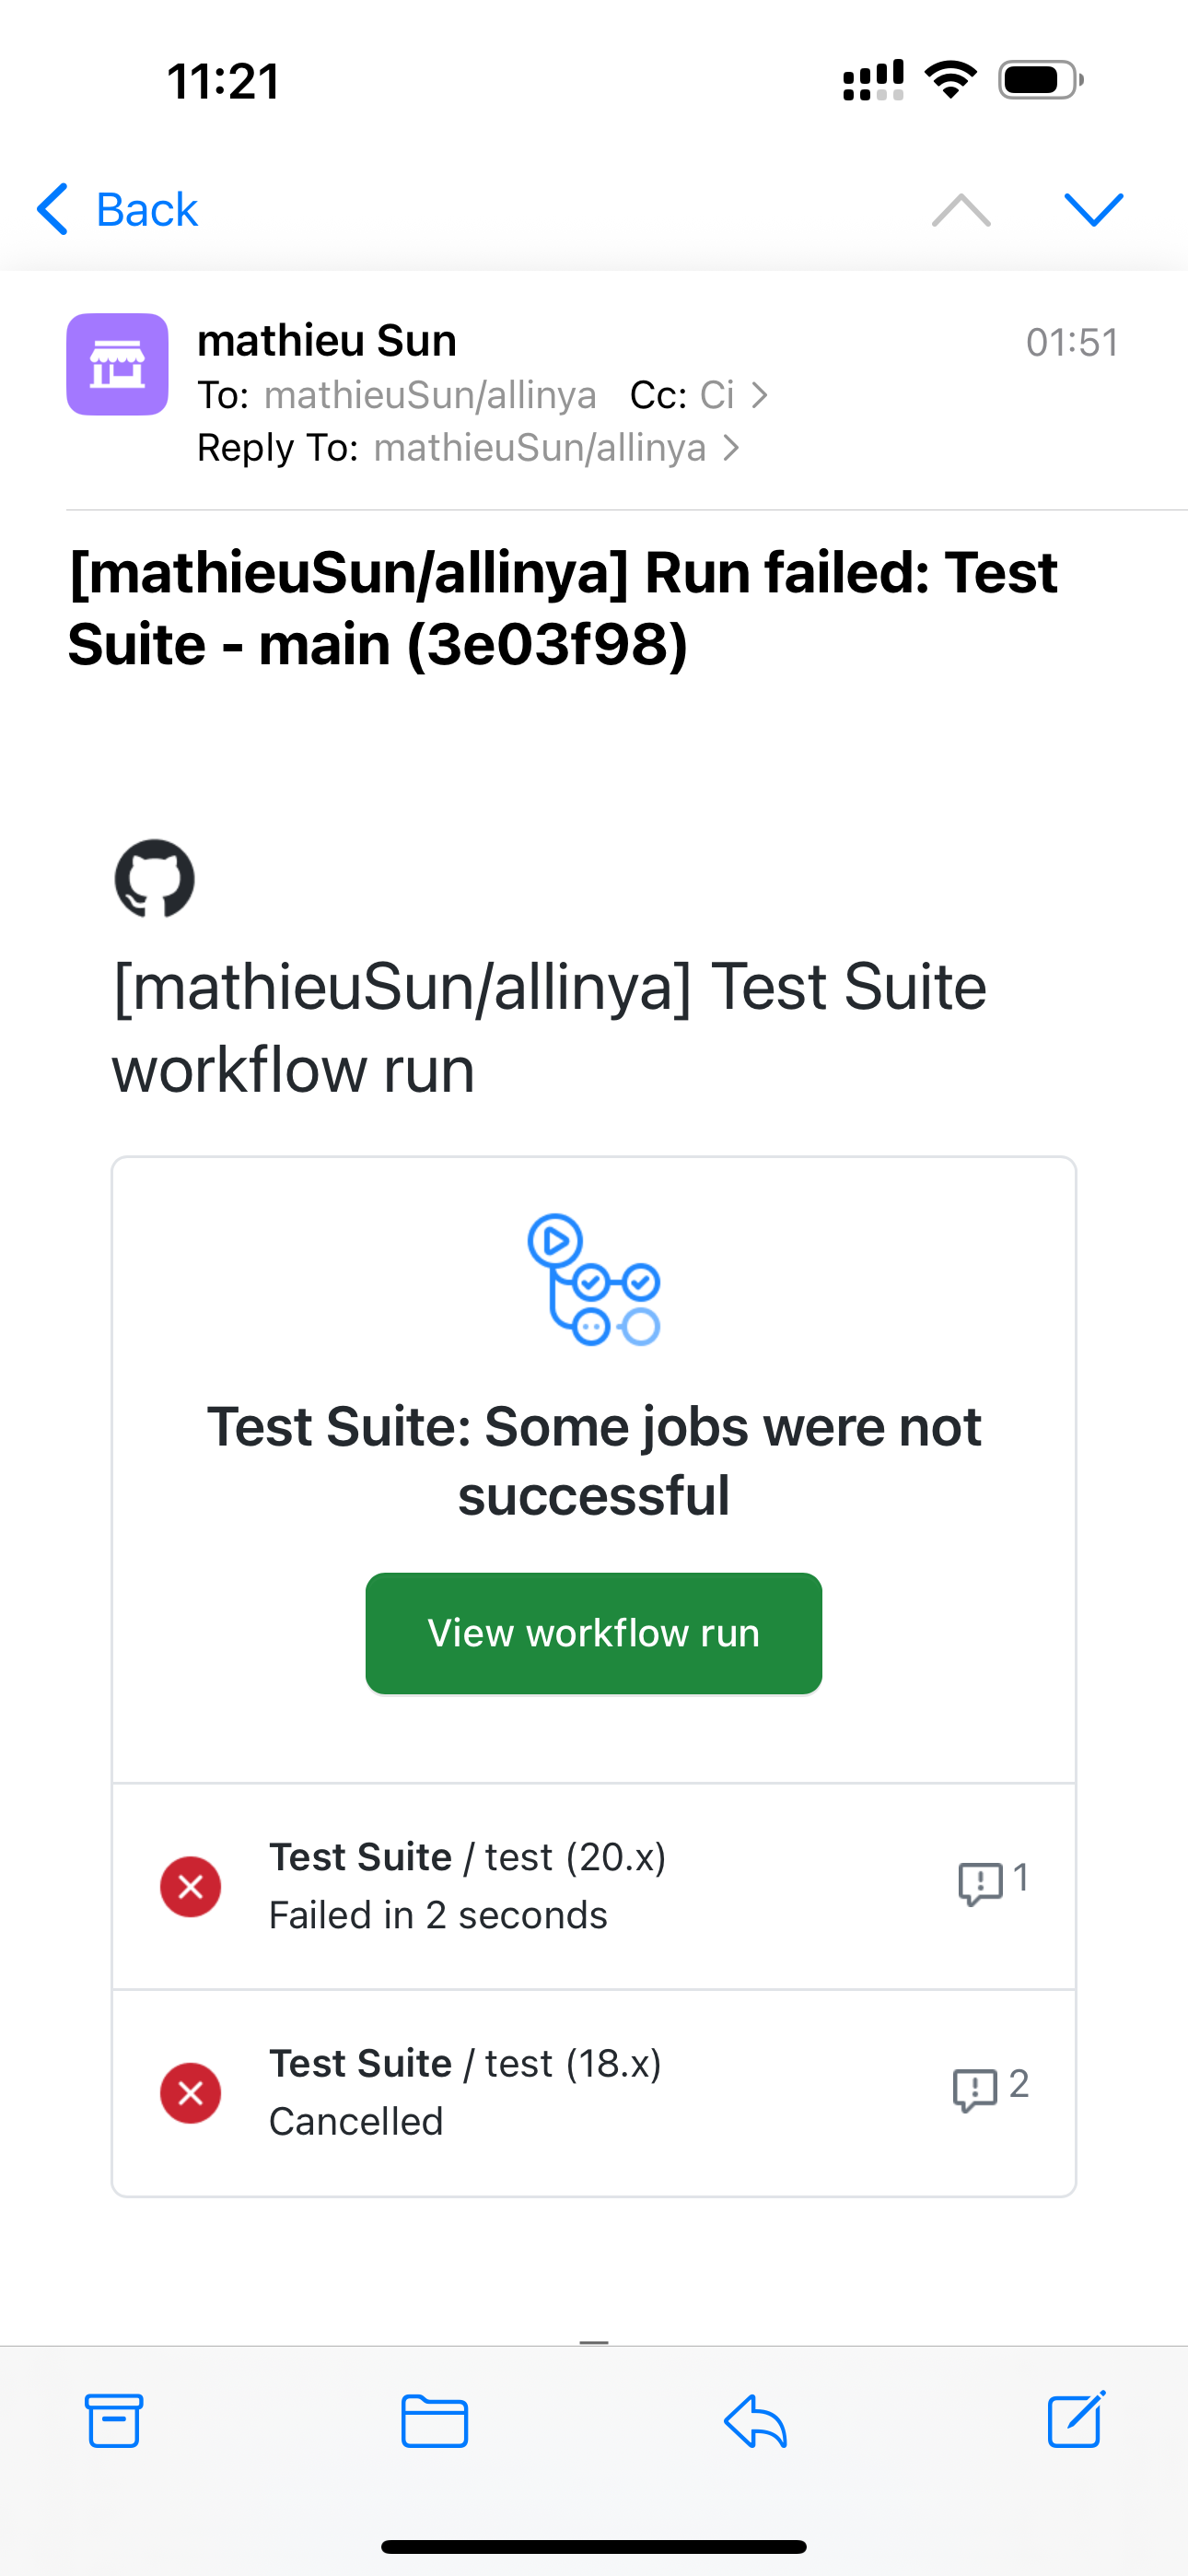 11:21
Back
mathieu Sun
01:51
To: mathieuSun/allinya Cc: Ci >
Reply To: mathieuSun/allinya >
[mathieuSun/allinya] Run failed: Test
Suite - main (3e03f98)
[mathieuSun/allinya] Test Suite
workflow run
Test Suite: Some jobs were not
successful
View workflow run
Test Suite / test (20.x)
Failed in 2 seconds
1
Test Suite / test (18.x)
Cancelled
2